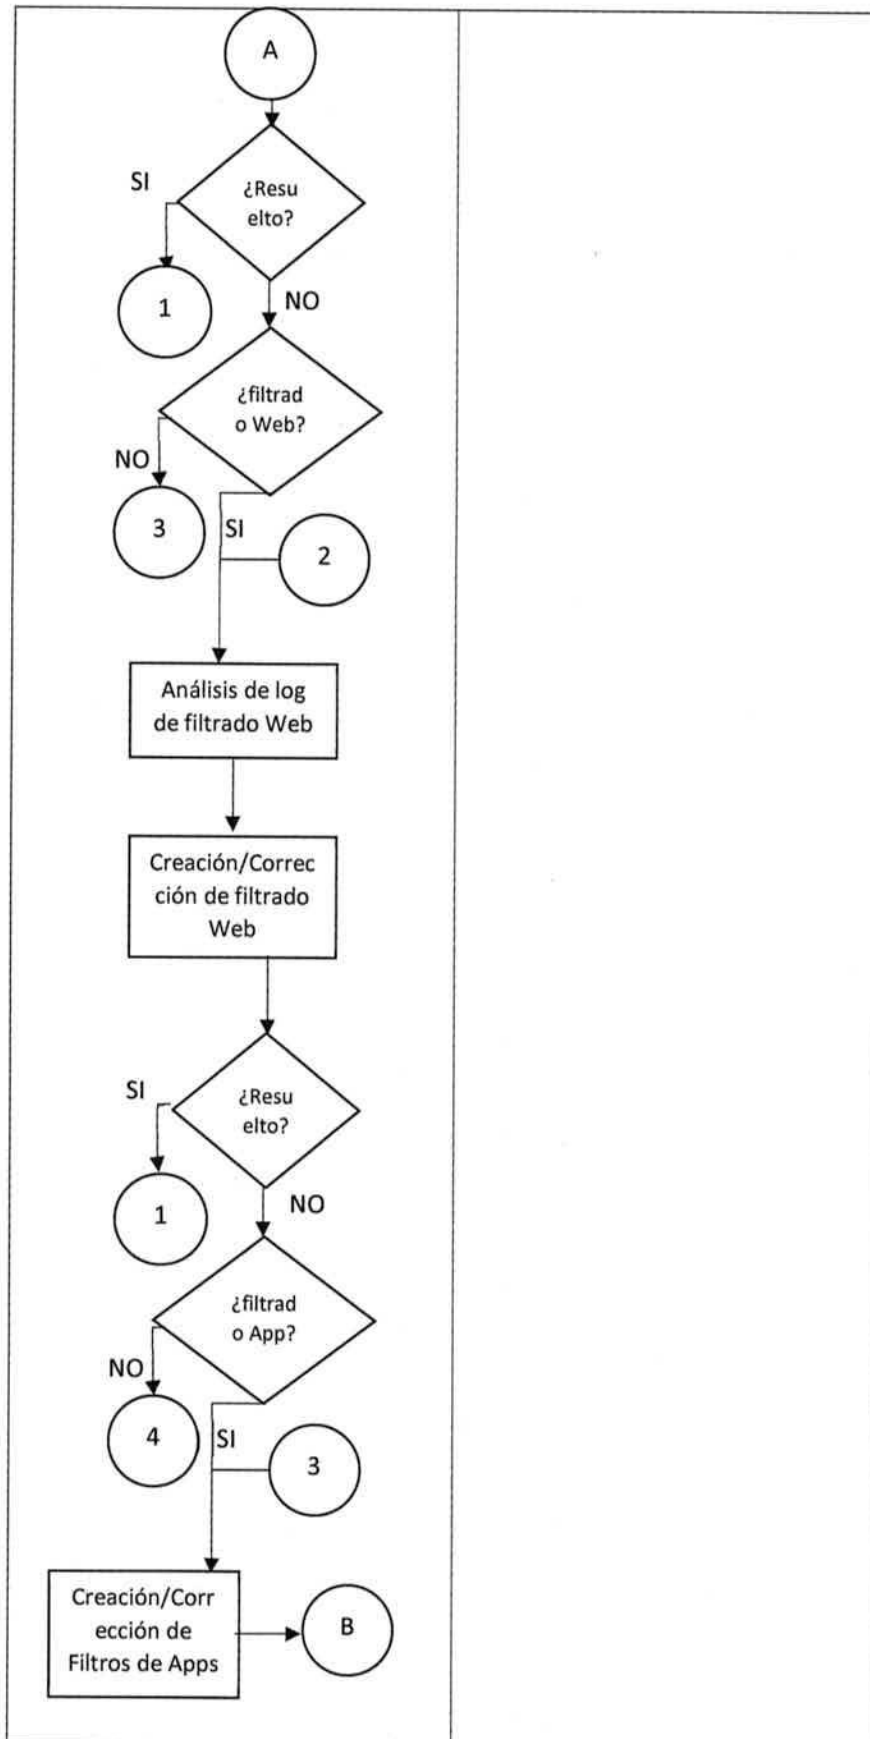 A
¿Resu
elto?
SI
1
NO
¿filtrad
o Web?
NO
3
SI
2
Análisis de log
de filtrado Web
Creación/Correc
ción de filtrado
Web
¿Resu
elto?
SI
1
NO
¿filtrad
o App?
NO
4
SI
3
Creación/Corr
ección de
Filtros de Apps
B